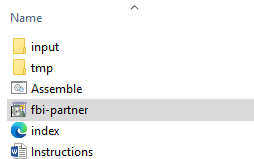 Name
input
tmp
Assemble
fbi-partner
index
Instructions